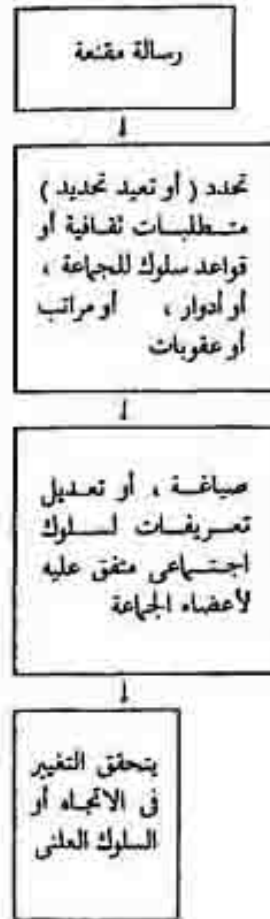 رسالة مقنعة
تحدد ( أو تعيد تحديد )
متطلبات ثقافية أو
قواعد سلوك للجماعة ،
أو أدوار ، أو مراتب
أو عقوبات
صياغة ، أو تعديل
تعريفات لسلوك
اجتماعى متفق عليه
لأعضاء الجماعة
يتحقق التغيير
فى الاتجاه أو
السلوك العلنى